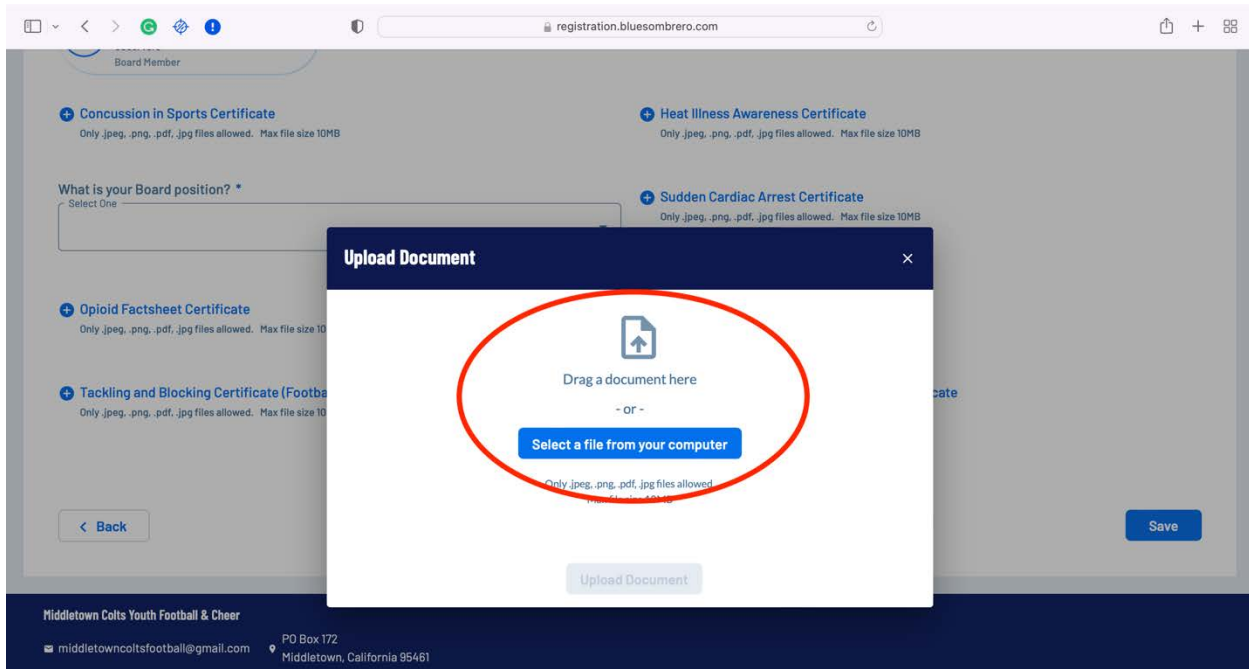 registration.bluesombrero.com
Board Member
Concussion in Sports Certificate
Only .jpeg, .png, .pdf, .jpg files allowed. Max file size 10MB
Heat Illness Awareness Certificate
Only .jpeg, .png, .pdf, .jpg files allowed. Max file size 10MB
What is your Board position? *
Select One
Sudden Cardiac Arrest Certificate
Only .jpeg, .png, .pdf, .jpg files allowed. Max file size 10MB
Upload Document
Opioid Factsheet Certificate
Only .jpeg, .png, .pdf, .jpg files allowed. Max file size 10
Drag a document here
- or -
Select a file from your computer
Only .jpeg, .png, .pdf, .jpg files allowed
Tackling and Blocking Certificate (Footba
Only .jpeg, .png, .pdf, .jpg files allowed. Max file size 10
cate
Back
Save
Upload Document
Middletown Colts Youth Football & Cheer
middletowncoltsfootball@gmail.com
PO Box 172
Middletown, California 95461